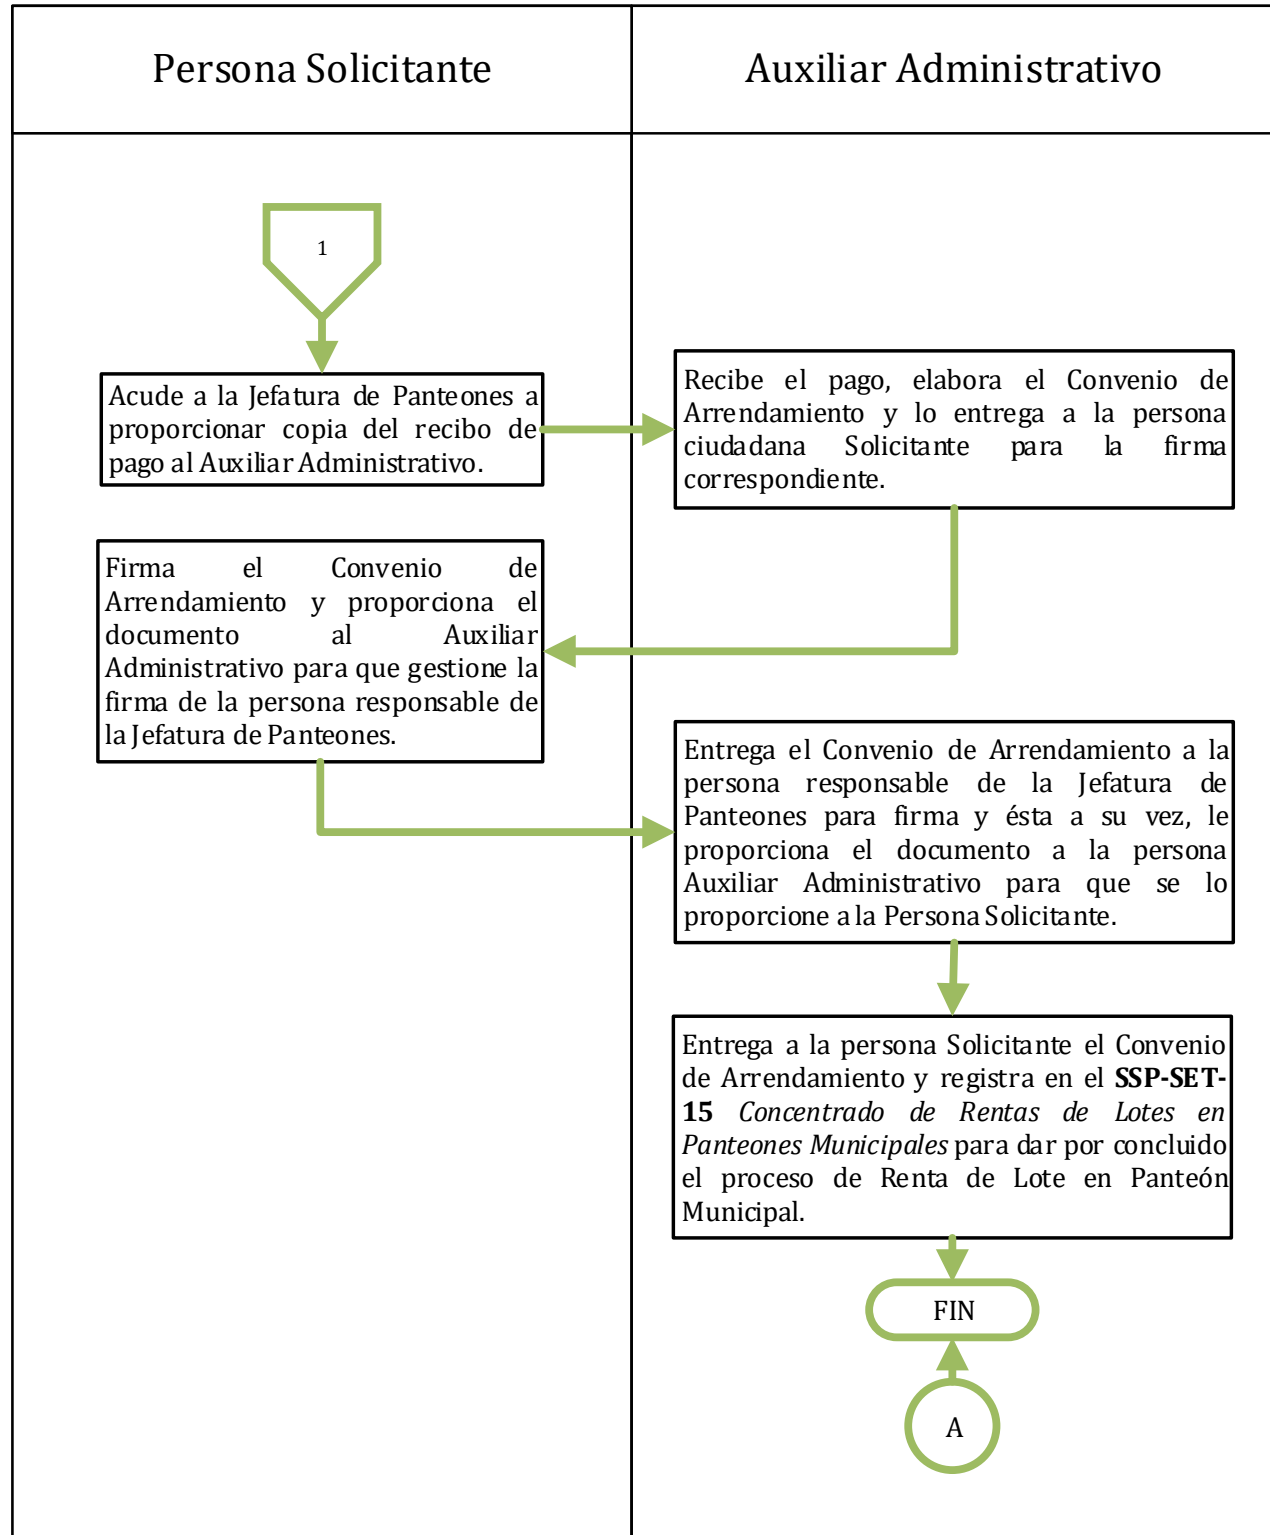 Persona Solicitante
Auxiliar Administrativo
1
Acude a la Jefatura de Panteones a
proporcionar copia del recibo de
pago al Auxiliar Administrativo.
Recibe el pago, elabora el Convenio de
Arrendamiento y lo entrega a la persona
ciudadana Solicitante para la firma
correspondiente.
Firma el Convenio de
Arrendamiento y proporciona el
documento al Auxiliar
Administrativo para que gestione la
firma de la persona responsable de
la Jefatura de Panteones.
Entrega el Convenio de Arrendamiento a la
persona responsable de la Jefatura de
Panteones para firma y ésta a su vez, le
proporciona el documento a la persona
Auxiliar Administrativo para que se lo
proporcione a la Persona Solicitante.
Entrega a la persona Solicitante el Convenio
de Arrendamiento y registra en el SSP-SET-
15 Concentrado de Rentas de Lotes en
Panteones Municipales para dar por concluido
el proceso de Renta de Lote en Panteón
Municipal.
FIN
A